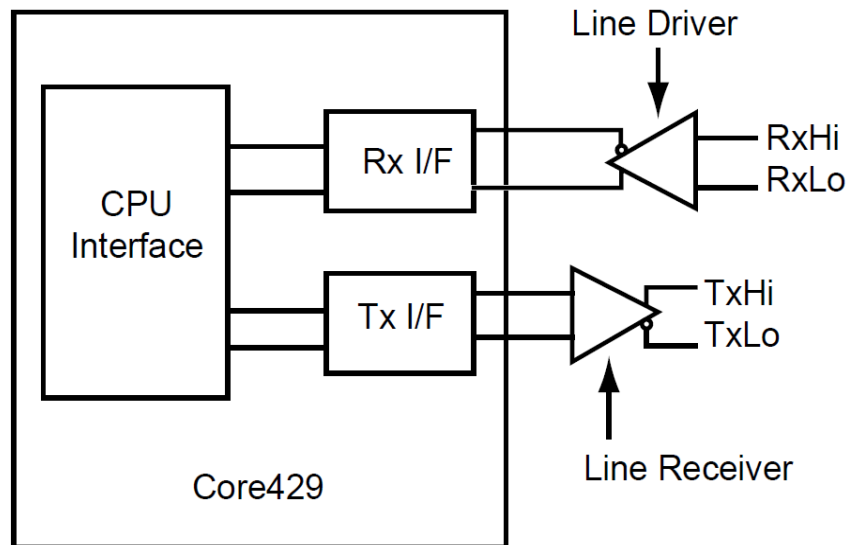 Line Driver
RxHi
Rx I/F
RxLo
CPU
Interface
TxHi
Tx I/F
TxLo
Line Receiver
Core429